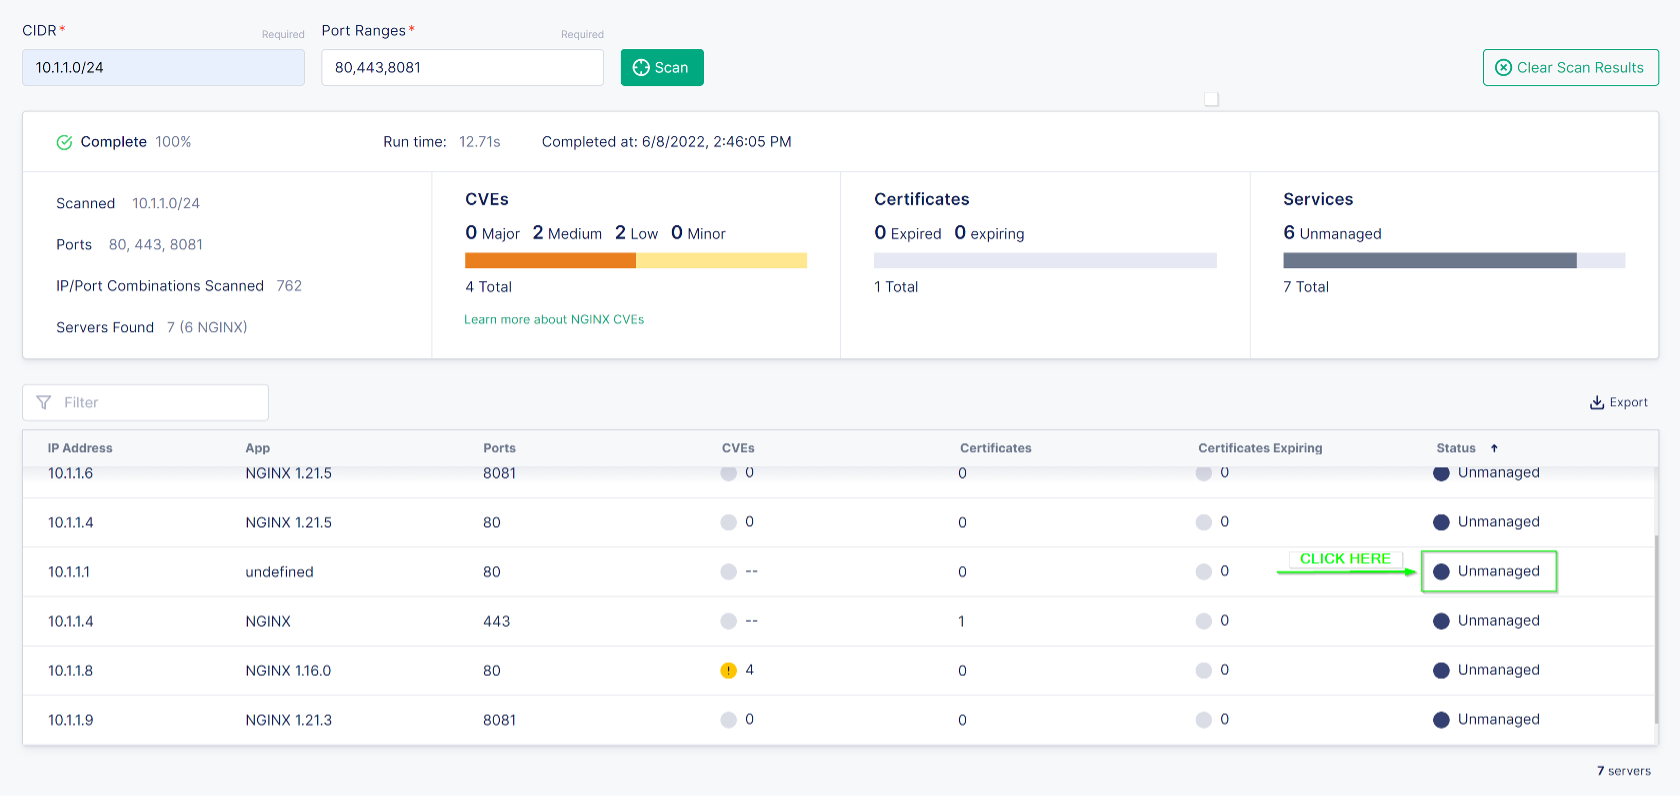 CIDR* Required Port Ranges* Required
10.1.1.0/24 80,443,8081 Scan Clear Scan Results
Complete 100% Run time: 12.71s Completed at: 6/8/2022, 2:46:05 PM
Scanned 10.1.1.0/24
Ports 80, 443, 8081
IP/Port Combinations Scanned 762
Servers Found 7 (6 NGINX)
CVEs
0 Major 2 Medium 2 Low 0 Minor
4 Total
Learn more about NGINX CVEs
Certificates
0 Expired 0 expiring
1 Total
Services
6 Unmanaged
7 Total
Filter Export
IP Address App Ports CVEs Certificates Certificates Expiring Status
10.1.1.6 NGINX 1.21.5 8081 0 0 0 Unmanaged
10.1.1.4 NGINX 1.21.5 80 0 0 0 Unmanaged
10.1.1.1 undefined 80 -- 0 0 CLICK HERE Unmanaged
10.1.1.4 NGINX 443 -- 1 0 Unmanaged
10.1.1.8 NGINX 1.16.0 80 4 0 0 Unmanaged
10.1.1.9 NGINX 1.21.3 8081 0 0 0 Unmanaged
7 servers